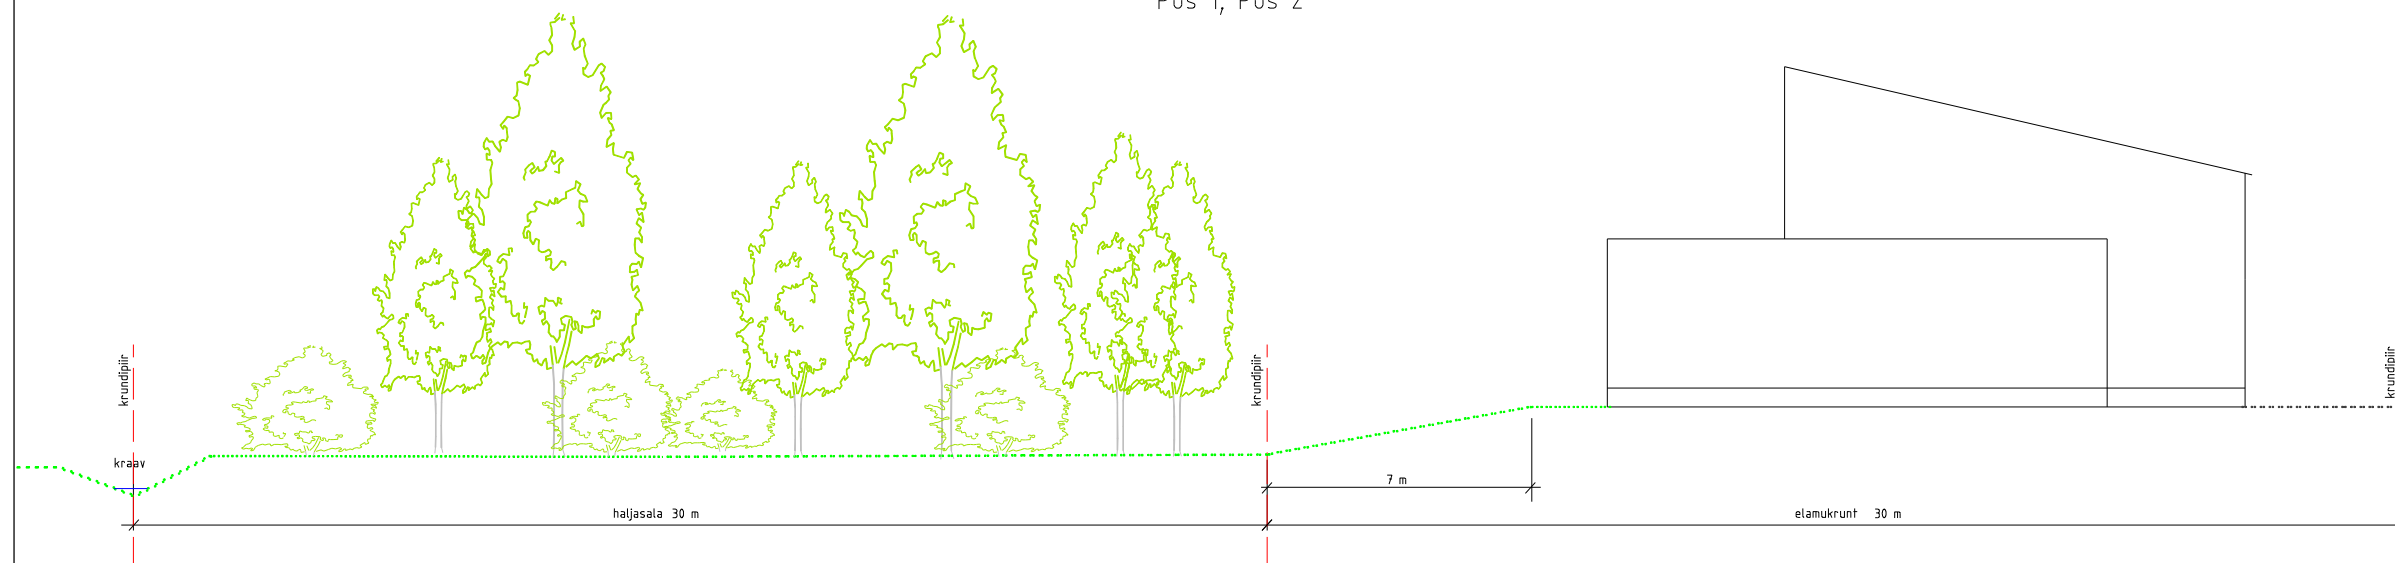 Pos 1, Pos 2
krundipiir
krundipiir
krundipiir
kraav
7 m
haljasala 30 m
elamukrunt 30 m